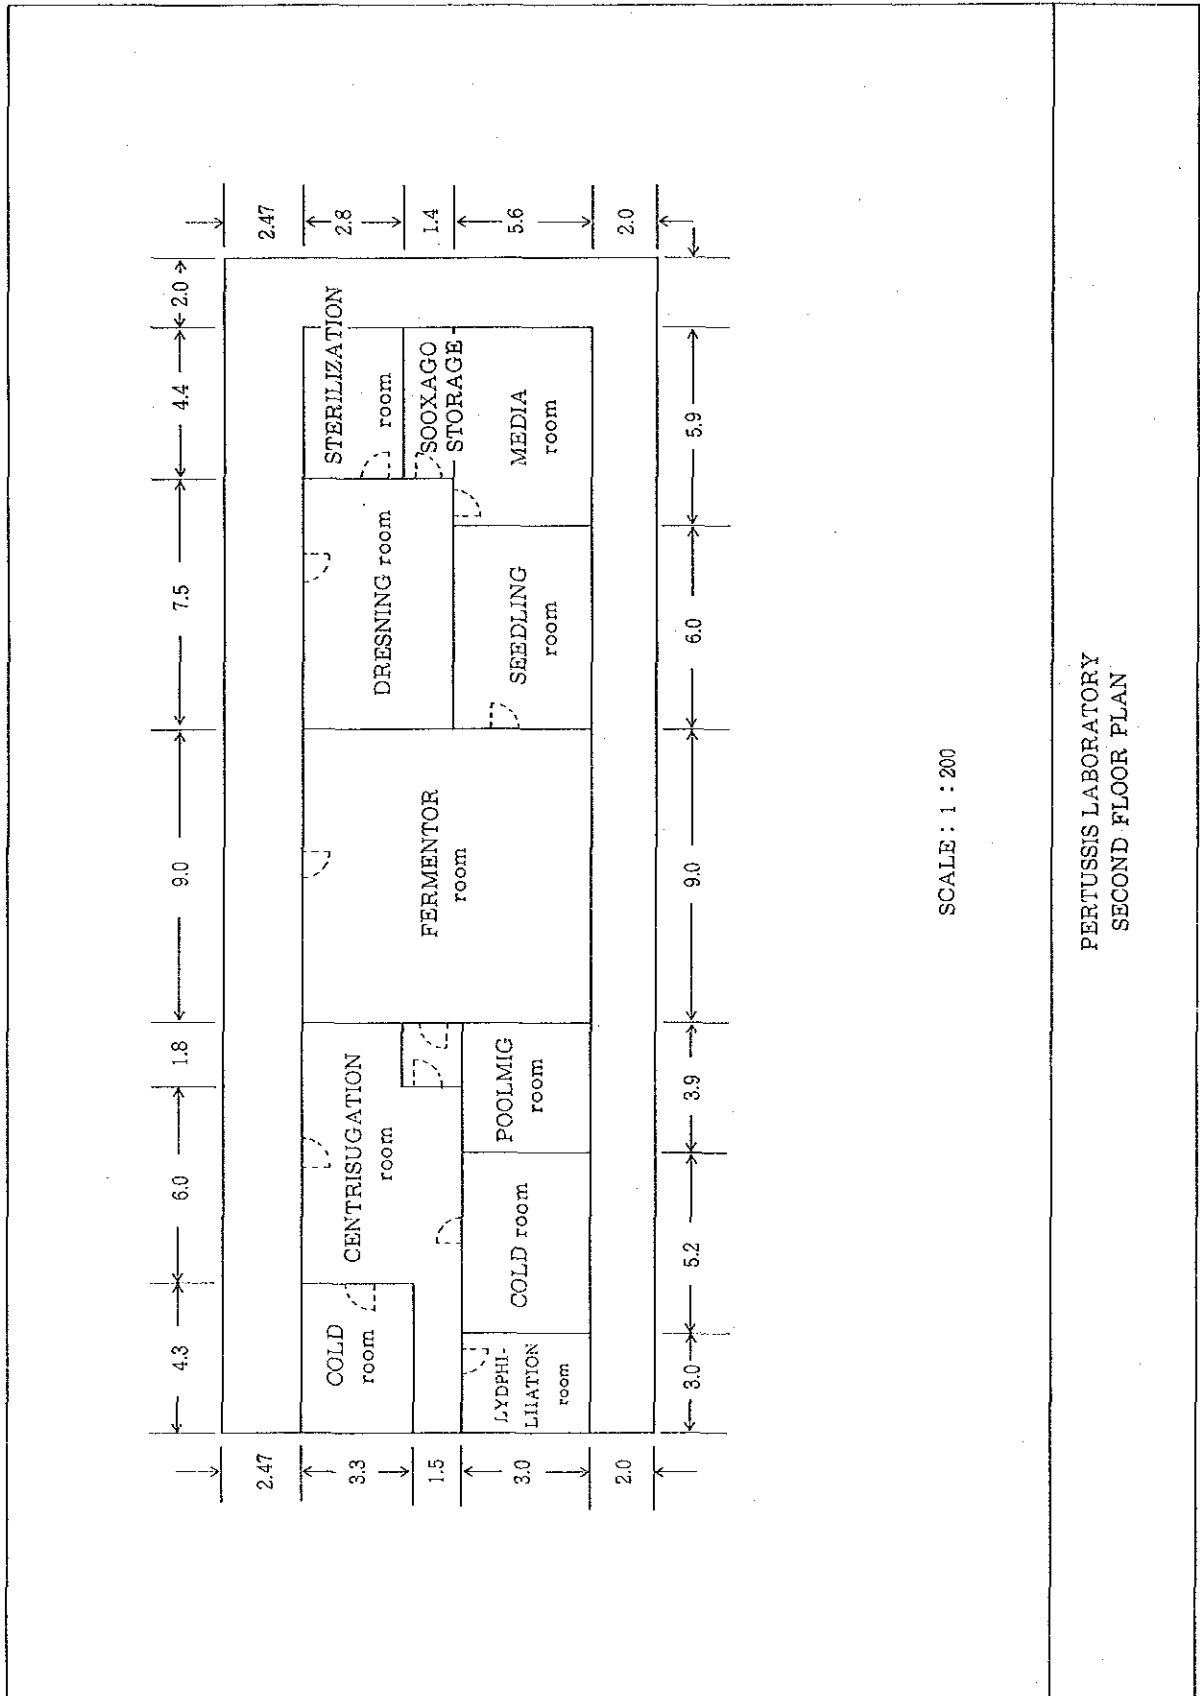 4.3
6.0
1.8
9.0
7.5
4.4
2.0
2.47
3.3
1.5
3.0
2.0
2.47
2.8
1.4
5.6
2.0
COLD
room
CENTRISUGATION
room
FERMENTOR
room
DRESNING room
STERILIZATION
room
SOOXAGO
STORAGE
LYDPHI-
LIIATION
room
COLD room
POOLMIG
room
SEEDLING
room
MEDIA
room
3.0
5.2
3.9
9.0
6.0
5.9
SCALE : 1 : 200
PERTUSSIS LABORATORY
SECOND FLOOR PLAN